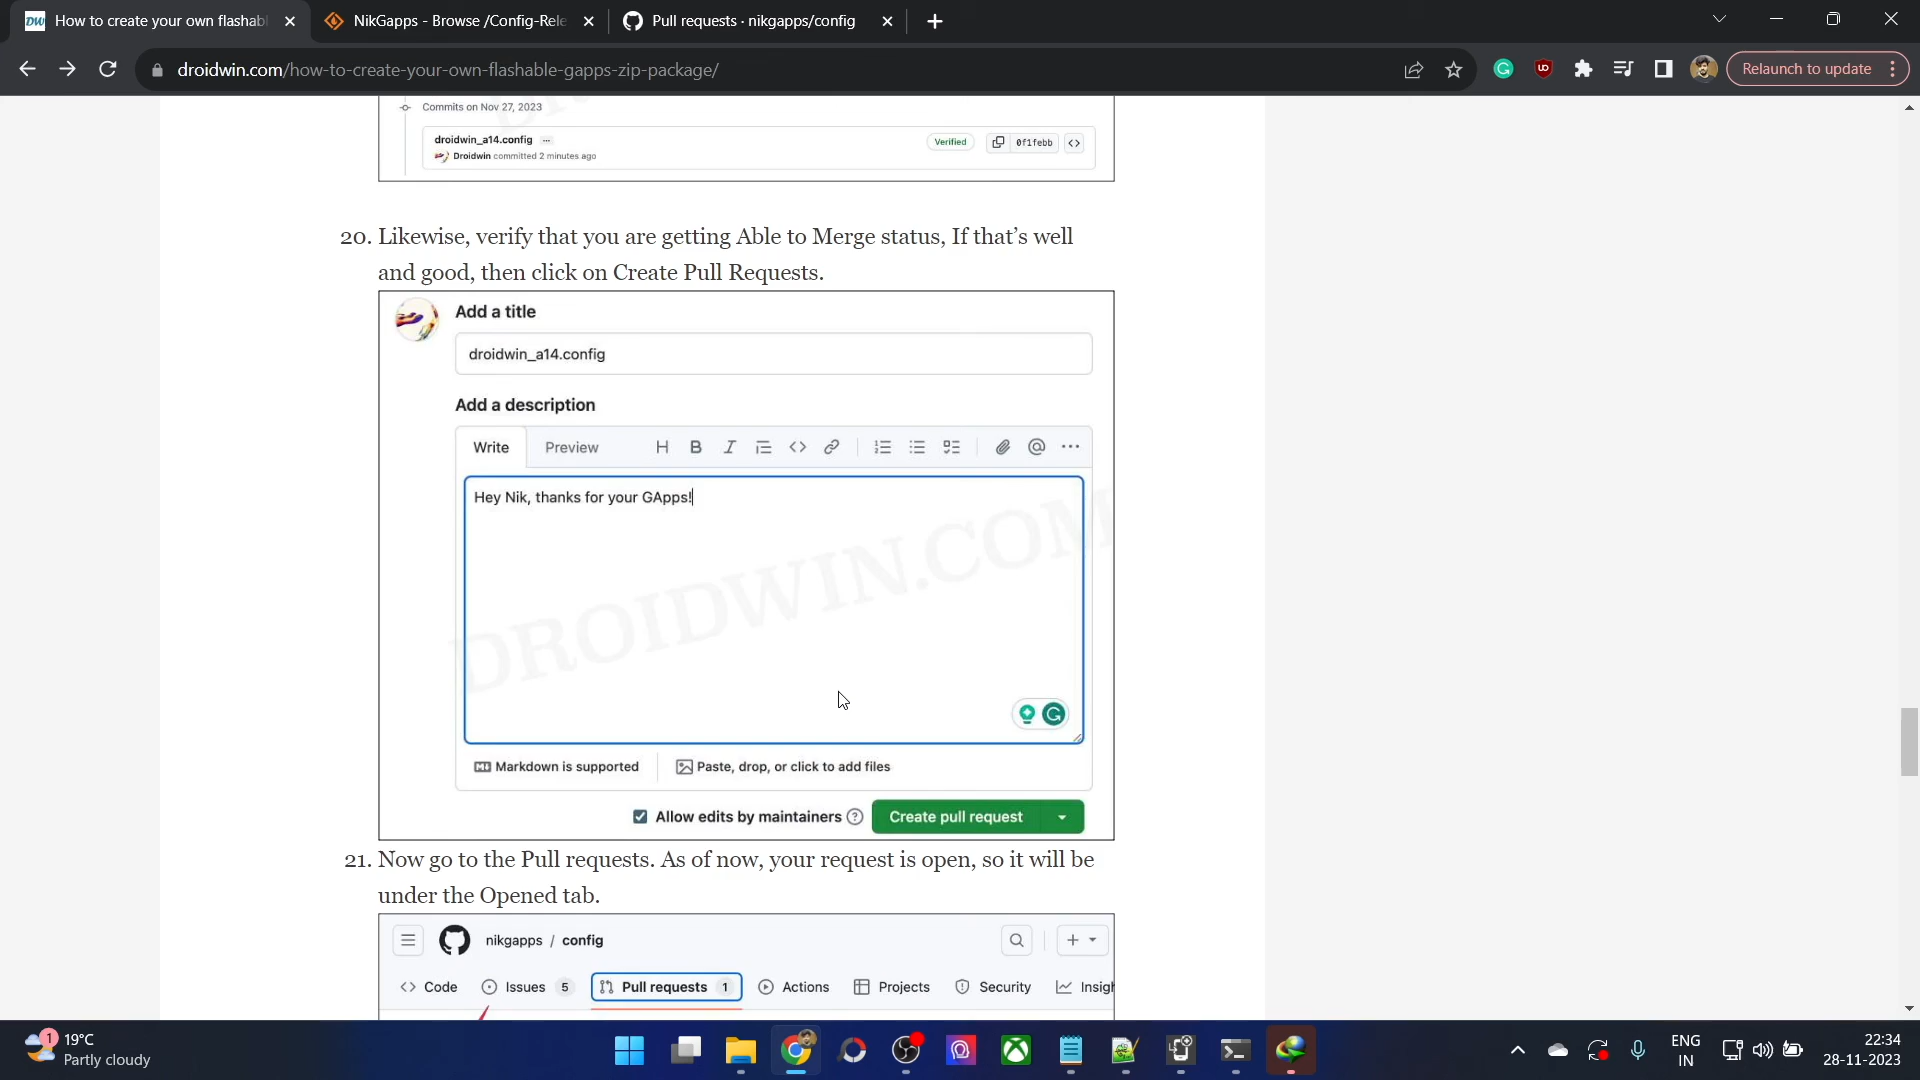 How to create your own flashab
NikGapps - Browse /Config-Rele
Pull requests · nikgapps/config
droidwin.com/how-to-create-your-own-flashable-gapps-zip-package/
Relaunch to update
Commits on Nov 27, 2023
droidwin_a14.config
Verified
0f1febb
Droidwin committed 2 minutes ago
20. Likewise, verify that you are getting Able to Merge status, If that's well
and good, then click on Create Pull Requests.
Add a title
droidwin_a14.config
Add a description
Write
Preview
Hey Nik, thanks for your GApps!
DROIDWIN.COM
Markdown is supported
Paste, drop, or click to add files
Allow edits by maintainers
Create pull request
21. Now go to the Pull requests. As of now, your request is open, so it will be
under the Opened tab.
nikgapps / config
Code
Issues 5
Pull requests 1
Actions
Projects
Security
Insigh
1
19°C
Partly cloudy
ENG
IN
22:34
28-11-2023